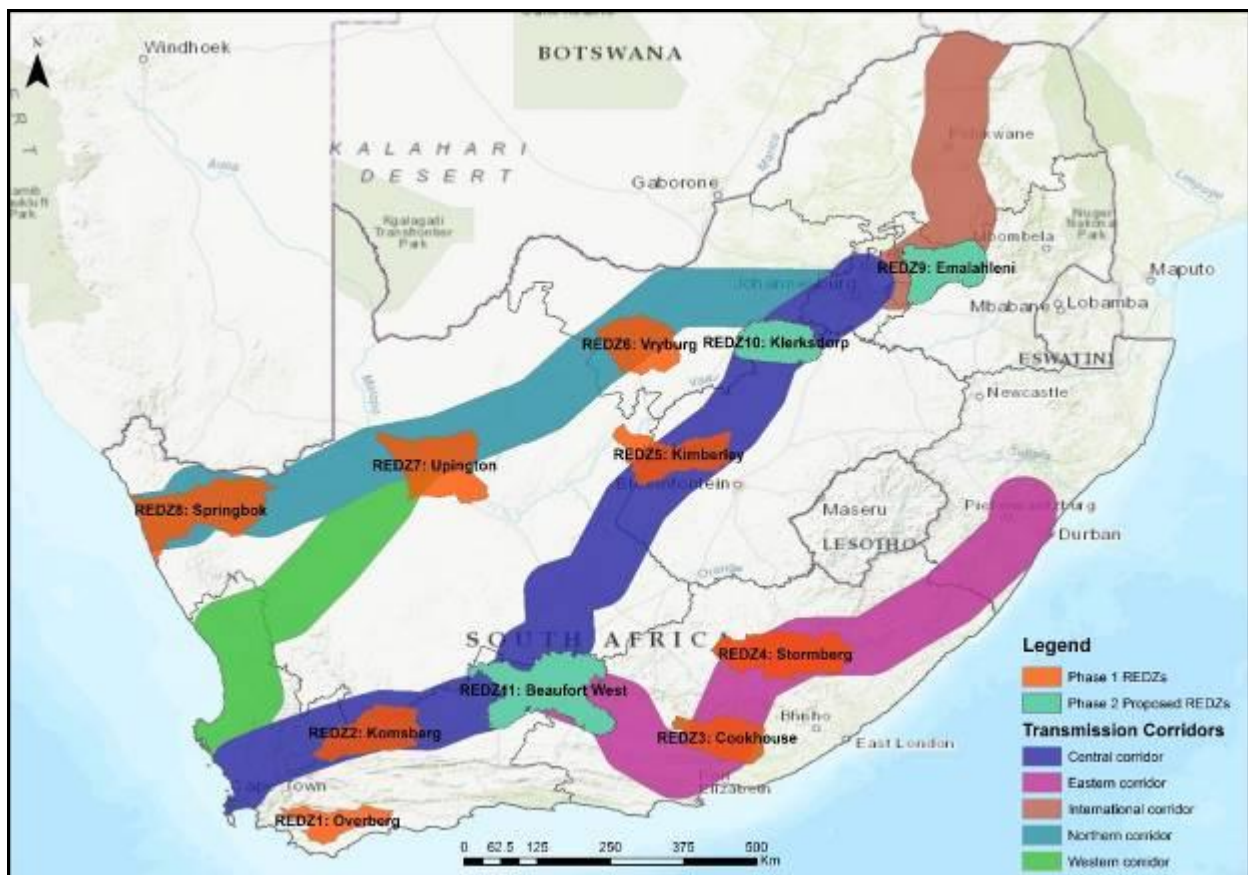 N
Windhoek
BOTSWANA
KALAHARI
DESERT
Kgalagadi
Transfrontier
Park
Gaborone
Polokwane
Limpopo
Mbombela
National
Park
Maputo
REDZ9: Emalahleni
Johannesburg
Mbabane
Lobamba
ESWATINI
REDZ6: Vryburg
REDZ10: Klerksdorp
Vaal
Newcastle
Molopo
REDZ7: Upington
REDZ5: Kimberley
Bloemfontein
REDZ8: Springbok
Maseru
LESOTHO
Pietermaritzburg
Durban
Orange
SOUTH AFRICA
REDZ4: Stormberg
REDZ11: Beaufort West
REDZ2: Komsberg
REDZ3: Cookhouse
Bhisho
East London
Port
Elizabeth
Cape Town
REDZ1: Overberg
Legend
Phase 1 REDZs
Phase 2 Proposed REDZs
Transmission Corridors
Central corridor
Eastern corridor
International corridor
Northern corridor
Western corridor
0 62.5 125 250 375 500
Km